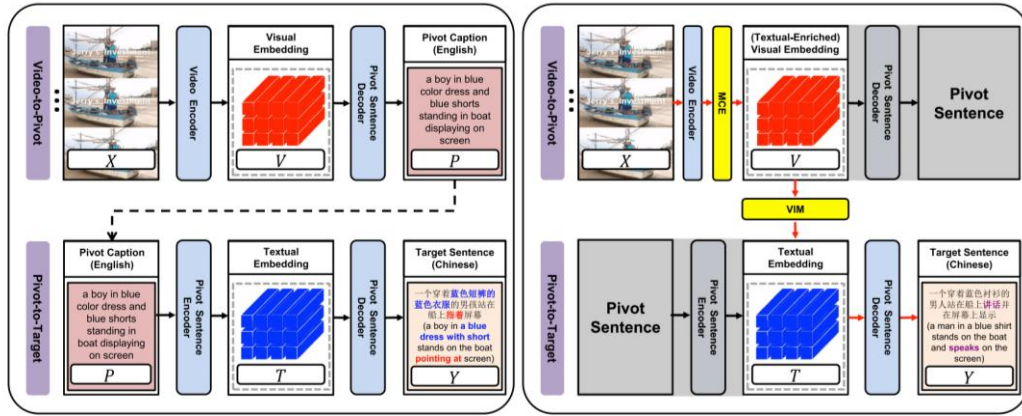 Video-to-Pivot
X
Video Encoder
Visual
Embedding
V
Pivot Sentence
Decoder
Pivot Caption
(English)
a boy in blue
color dress and
blue shorts
standing in boat
displaying on
screen
P
Pivot-to-Target
Pivot Caption
(English)
a boy in blue
color dress and
blue shorts
standing in
boat displaying
on screen
P
Pivot Sentence
Encoder
Textual
Embedding
T
Pivot Sentence
Decoder
Target Sentence
(Chinese)
一个穿着蓝色短裤的
蓝色衣服的男孩站在
船上指着屏幕
(a boy in a blue
dress with short
stands on the boat
pointing at screen)
Y
Video-to-Pivot
X
Video Encoder
MCE
(Textual-Enriched)
Visual Embedding
V
Pivot Sentence
Decoder
Pivot
Sentence
VIM
Pivot-to-Target
Pivot
Sentence
Pivot Sentence
Encoder
Textual
Embedding
T
Pivot Sentence
Decoder
Target Sentence
(Chinese)
一个穿着蓝色衬衫的
男人站在船上讲话并
在屏幕上显示
(a man in a blue shirt
stands on the boat
and speaks on the
screen)
Y